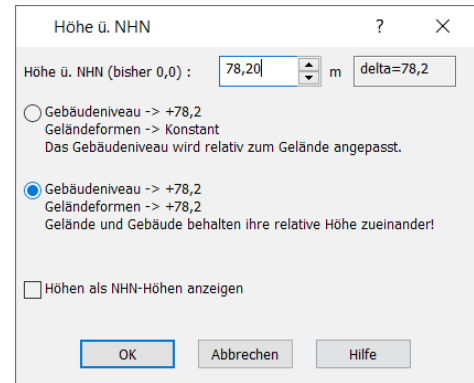 Höhe ü. NHN ?
Höhe ü. NHN (bisher 0,0) : 78,20 m delta=78,2
Gebäudeniveau -> +78,2
Geländeformen -> Konstant
Das Gebäudeniveau wird relativ zum Gelände angepasst.
Gebäudeniveau -> +78,2
Geländeformen -> +78,2
Gelände und Gebäude behalten ihre relative Höhe zueinander!
Höhen als NHN-Höhen anzeigen
OK Abbrechen Hilfe